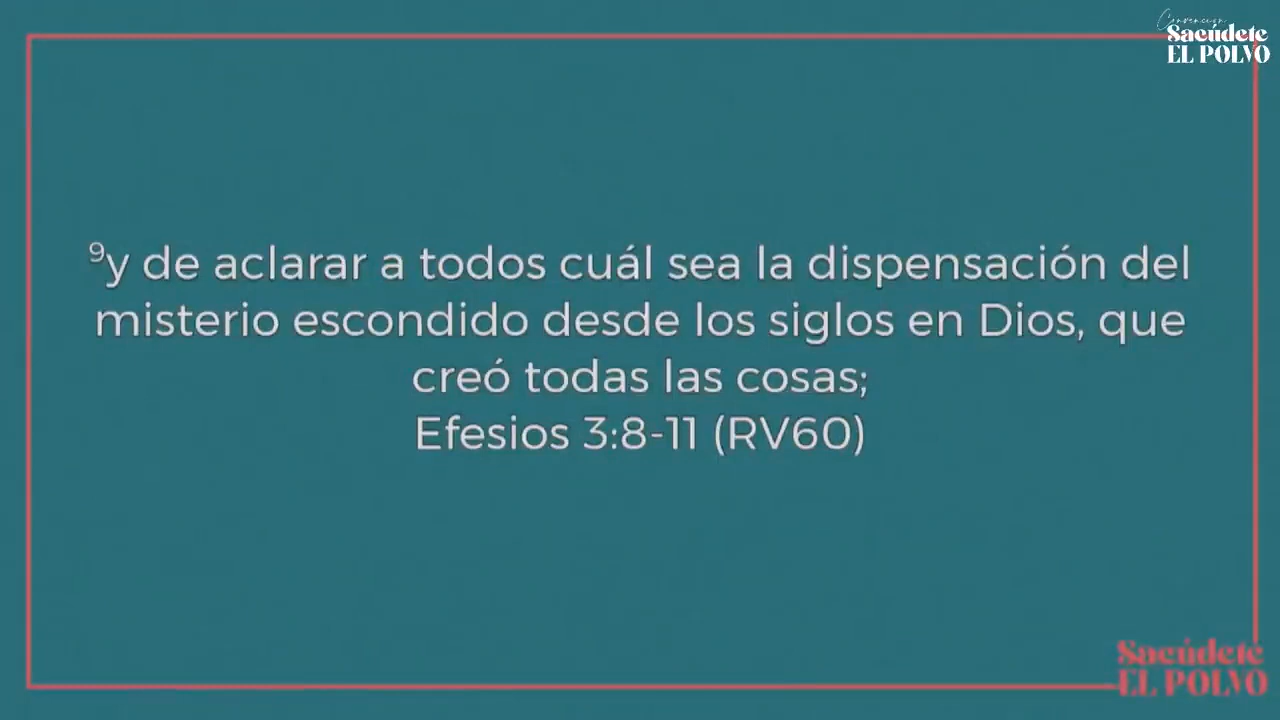 Convención
Sacúdete
EL POLVO
⁹y de aclarar a todos cuál sea la dispensación del
misterio escondido desde los siglos en Dios, que
creó todas las cosas;
Efesios 3:8-11 (RV60)
Sacúdete
EL POLVO